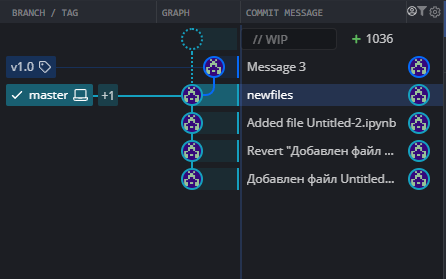 BRANCH / TAG GRAPH COMMIT MESSAGE
// WIP + 1036
v1.0 Message 3
master +1 newfiles
Added file Untitled-2.ipynb
Revert "Добавлен файл ...
Добавлен файл Untitled...